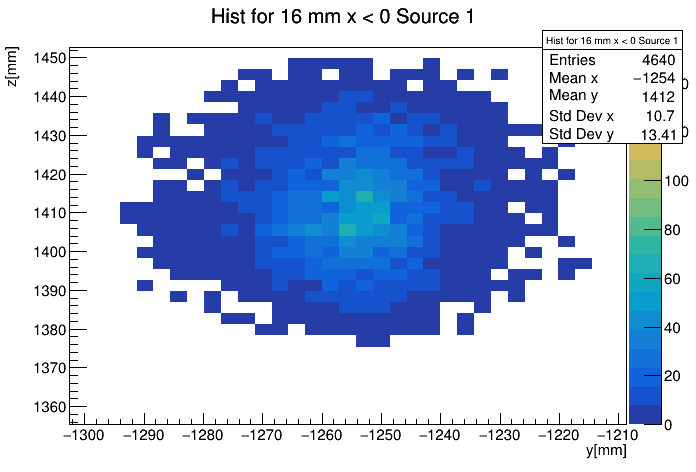 Hist for 16 mm x < 0 Source 1
z[mm]
1450
1440
1430
1420
1410
1400
1390
1380
1370
1360
−1300 −1290 −1280 −1270 −1260 −1250 −1240 −1230 −1220 −1210
y[mm]
Hist for 16 mm x < 0 Source 1
Entries 4640
Mean x −1254
Mean y 1412
Std Dev x 10.7
Std Dev y 13.41
100
80
60
40
20
0